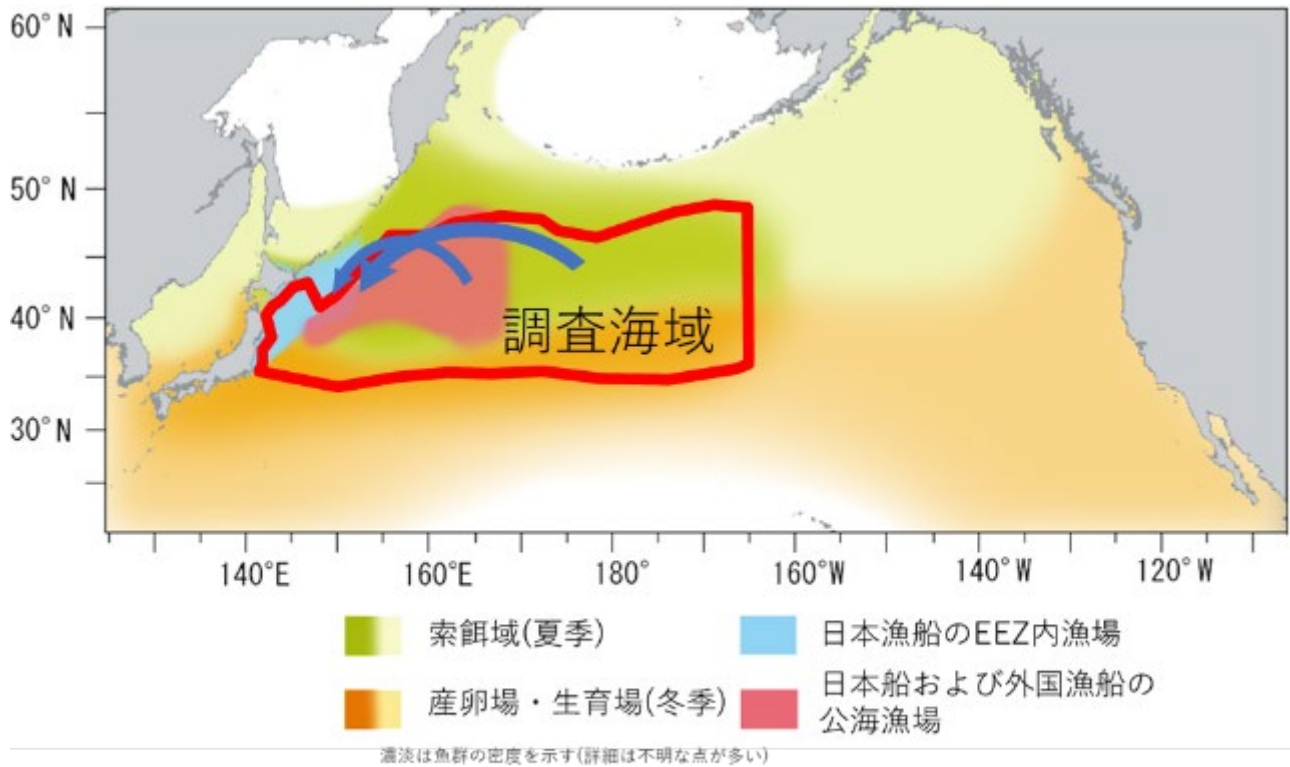 60° N
50° N
40° N
30° N
調査海域
140°E
160°E
180°
160°W
140°W
120°W
索餌域(夏季)
日本漁船のEEZ内漁場
産卵場・生育場(冬季)
日本船および外国漁船の
公海漁場
濃淡は魚群の密度を示す(詳細は不明な点が多い)